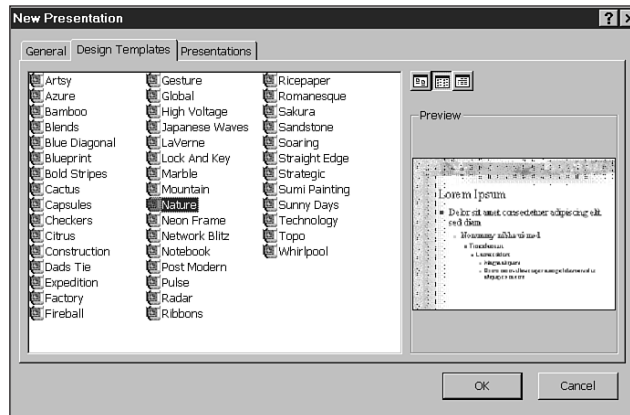 New Presentation
General
Design Templates
Presentations
Artsy
Azure
Bamboo
Blends
Blue Diagonal
Blueprint
Bold Stripes
Cactus
Capsules
Checkers
Citrus
Construction
Dads Tie
Expedition
Factory
Fireball
Gesture
Global
High Voltage
Japanese Waves
LaVerne
Lock And Key
Marble
Mountain
Nature
Neon Frame
Network Blitz
Notebook
Post Modern
Pulse
Radar
Ribbons
Ricepaper
Romanesque
Sakura
Sandstone
Soaring
Straight Edge
Strategic
Sumi Painting
Sunny Days
Technology
Topo
Whirlpool
Preview
Lorem Ipsum
Dolor sit amet consectetuer adipiscing elit
sed diam
OK
Cancel